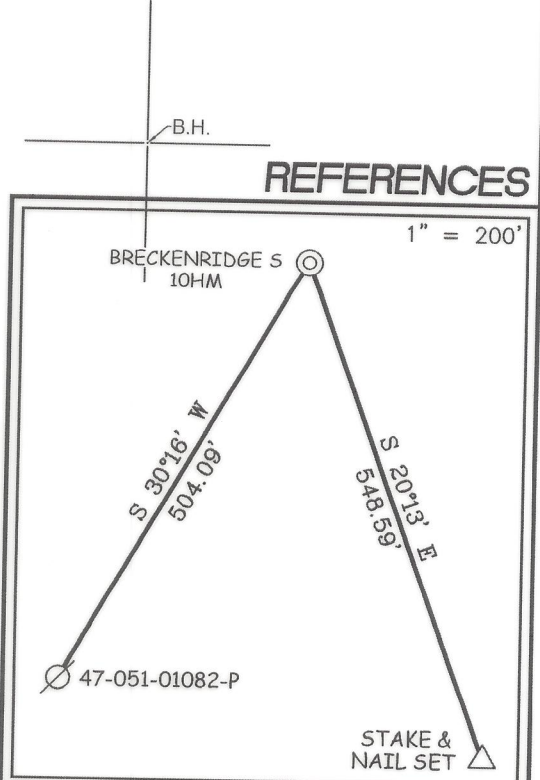 B.H.
REFERENCES
1" = 200'
BRECKENRIDGE S
10HM
S 30°16' W
504.09'
S 20°13' E
548.59'
47-051-01082-P
STAKE &
NAIL SET